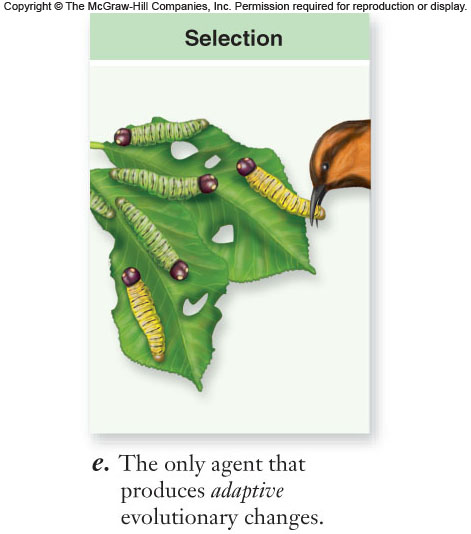 Copyright © The McGraw-Hill Companies, Inc. Permission required for reproduction or display.
Selection
e. The only agent that
produces adaptive
evolutionary changes.